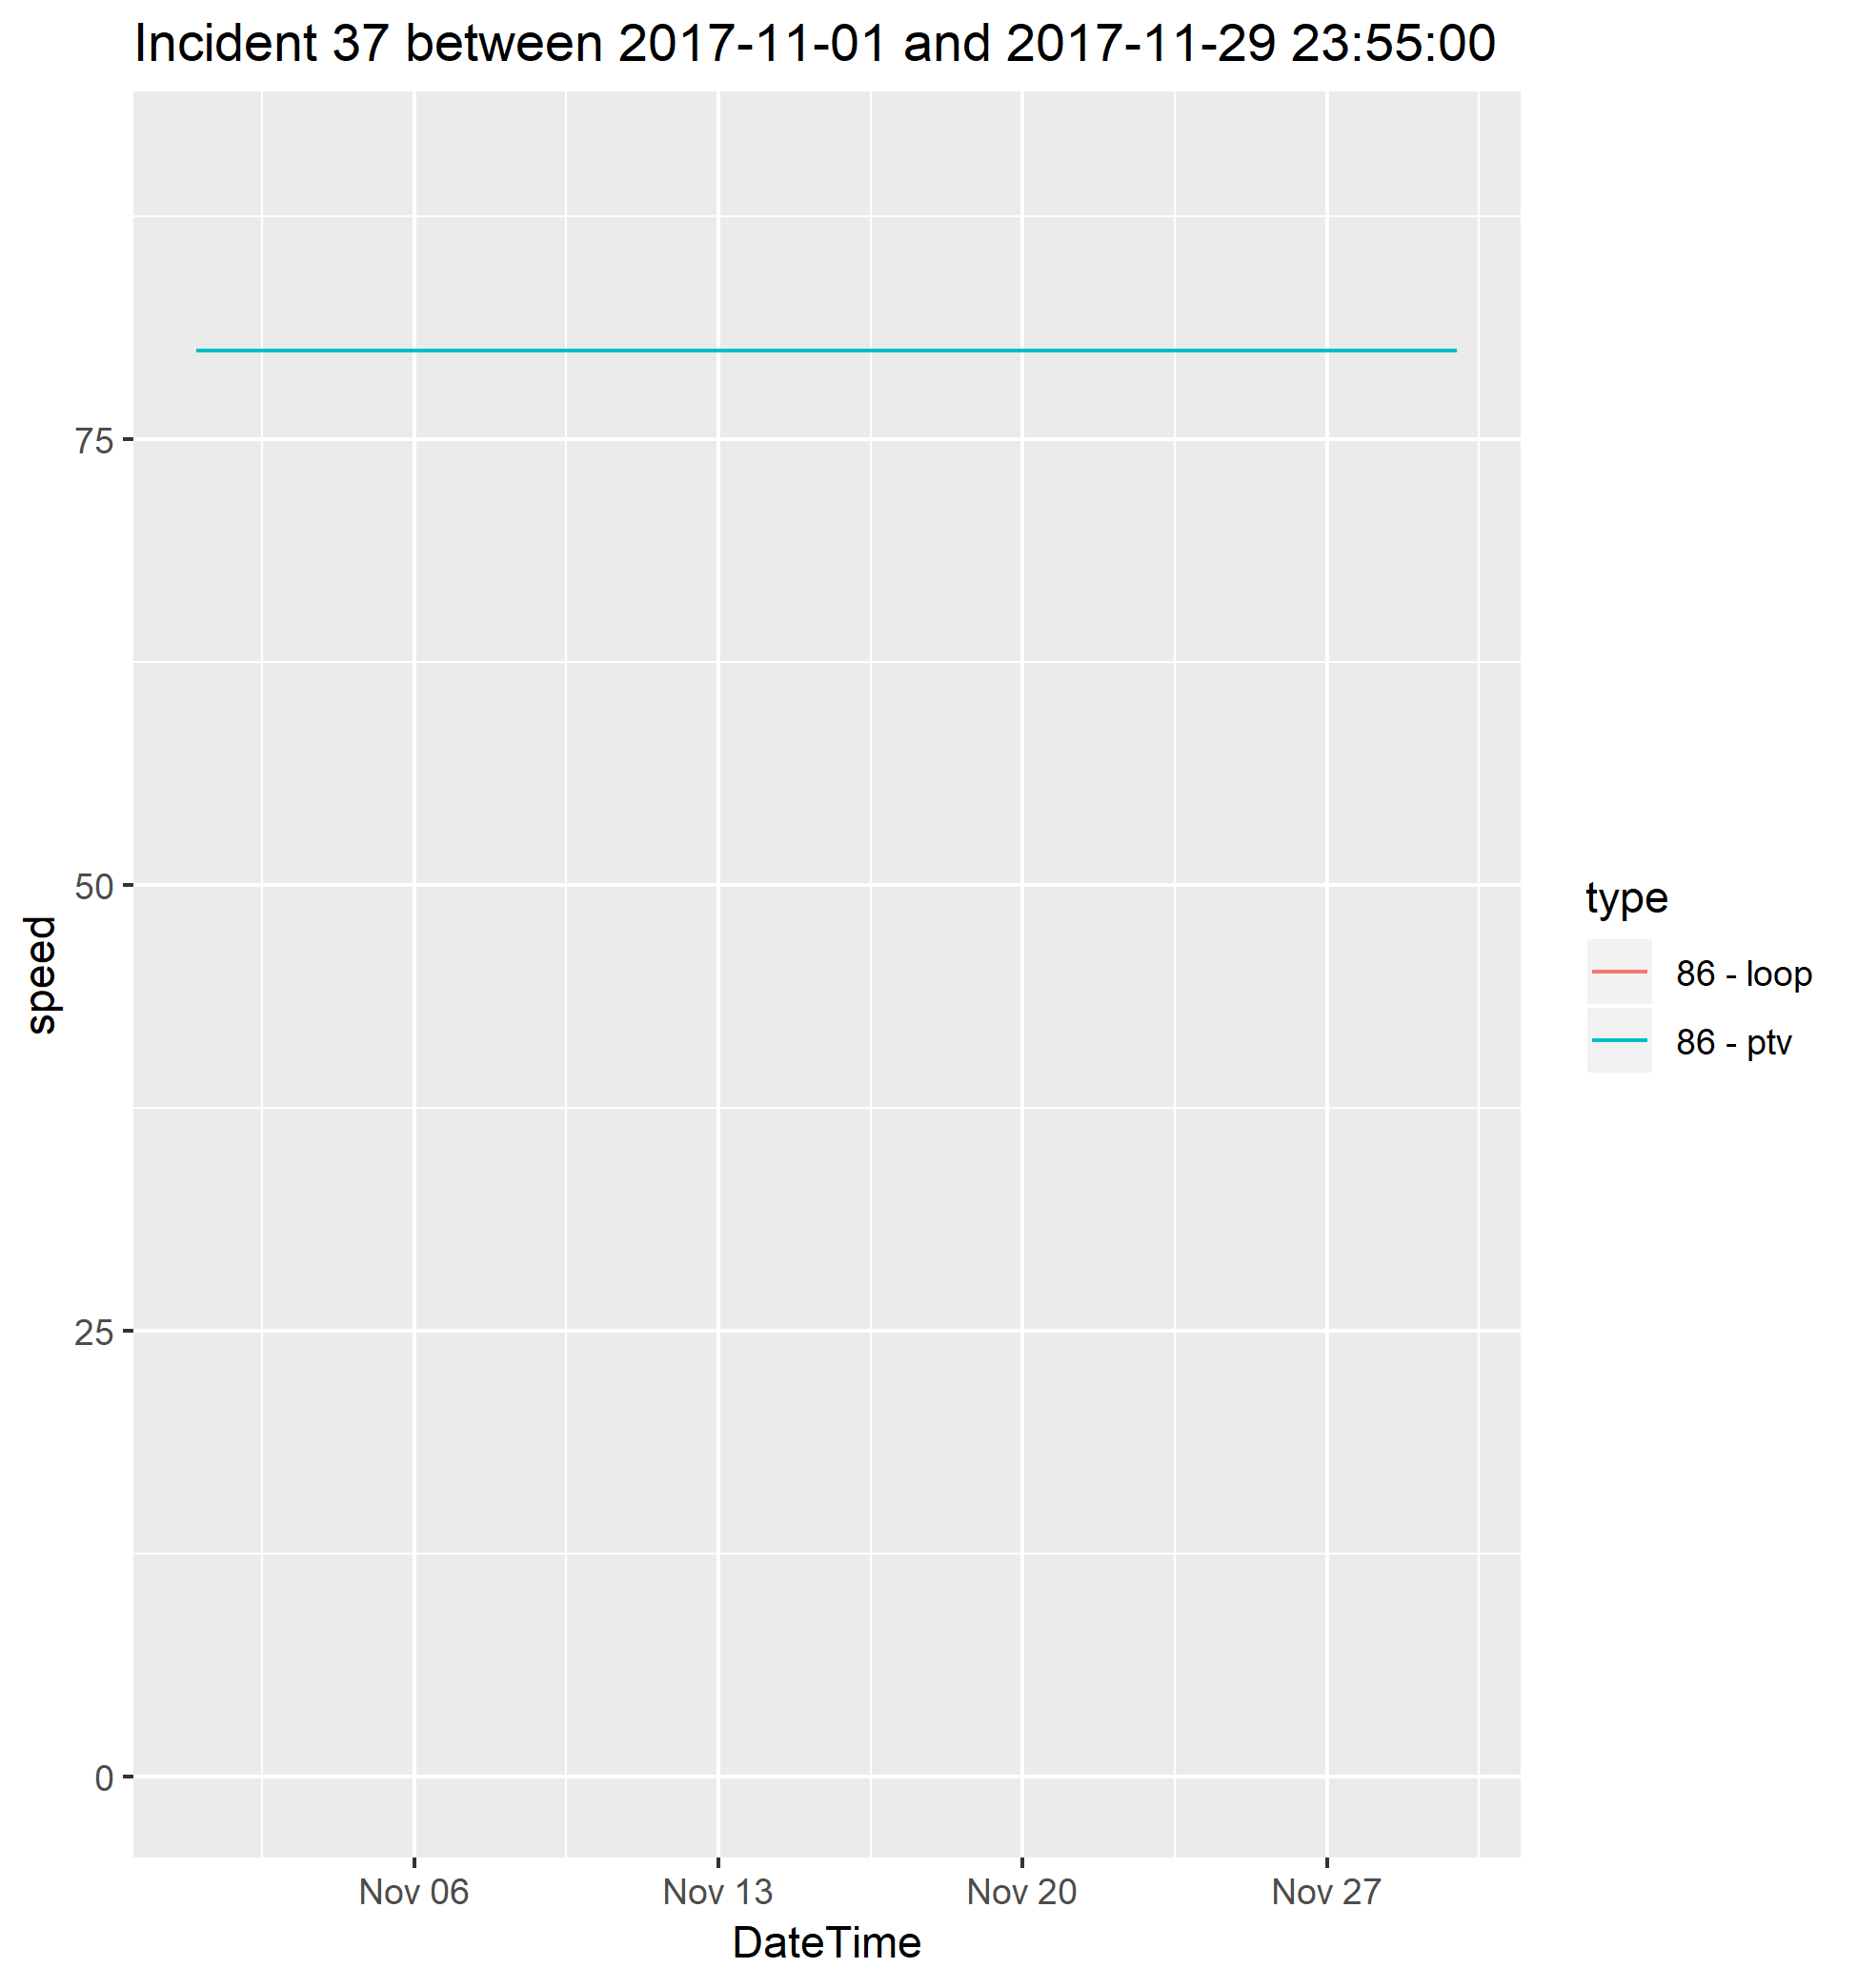 Incident 37 between 2017-11-01 and 2017-11-29 23:55:00
speed
75
50
25
0
Nov 06 Nov 13 Nov 20 Nov 27
DateTime
type
86 - loop
86 - ptv